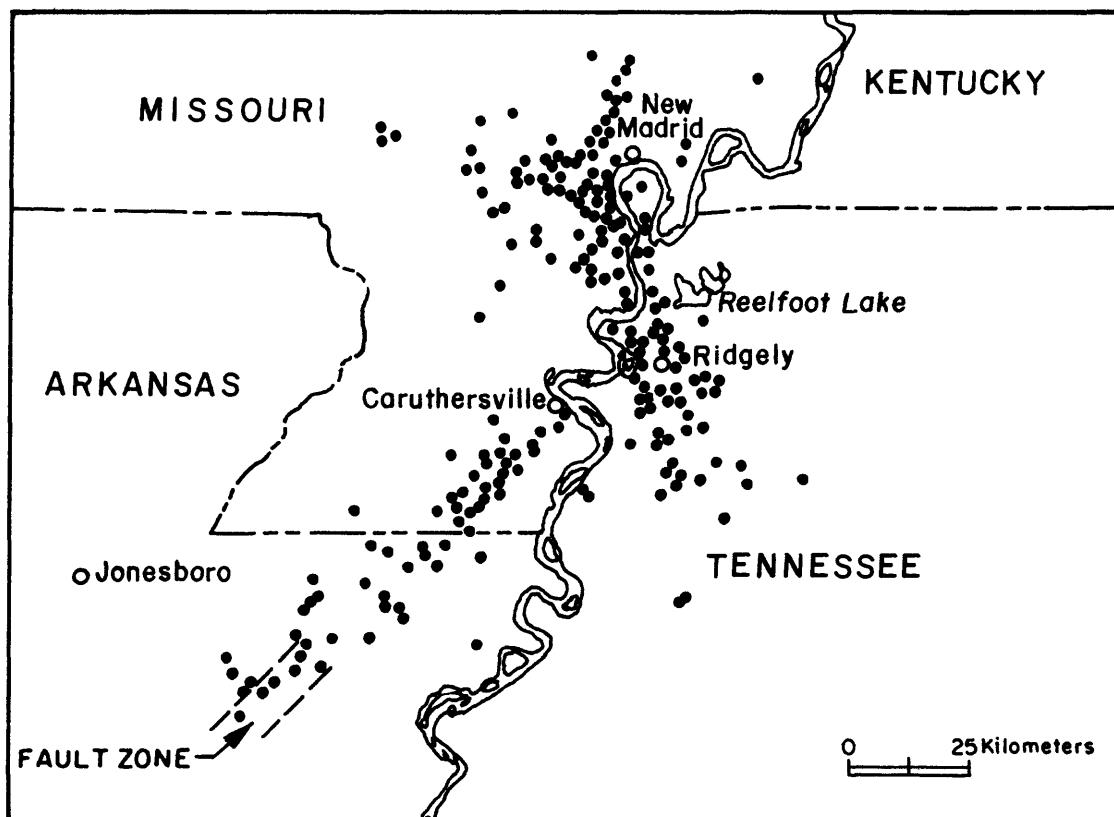 MISSOURI
KENTUCKY
New
Madrid
Reelfoot Lake
Ridgely
ARKANSAS
Caruthersville
Jonesboro
TENNESSEE
FAULT ZONE
0 25 Kilometers